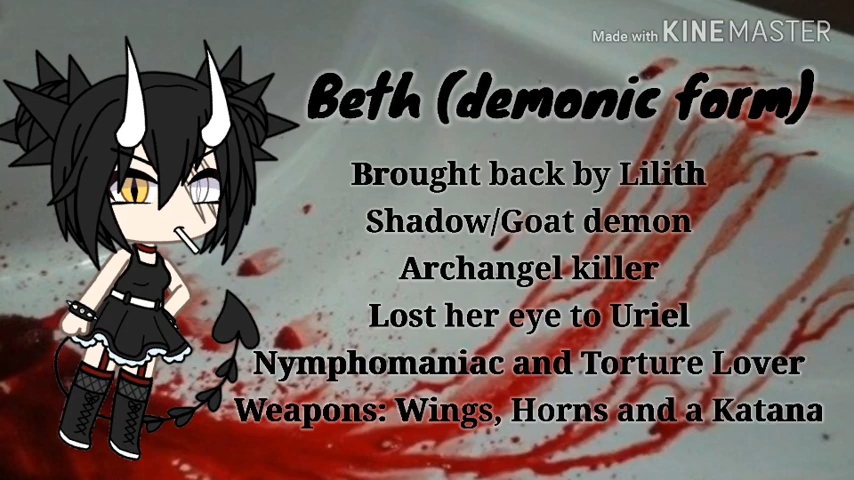 Made with KINEMASTER
Beth (demonic form)
Brought back by Lilith
Shadow/Goat demon
Archangel killer
Lost her eye to Uriel
Nymphomaniac and Torture Lover
Weapons: Wings, Horns and a Katana